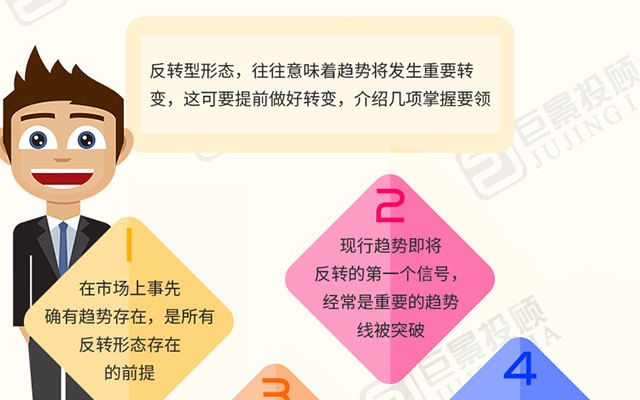 反转型形态，往往意味着趋势将发生重要转
变，这可要提前做好转变，介绍几项掌握要领
1
在市场上事先
确有趋势存在，是所有
反转形态存在
的前提
2
现行趋势即将
反转的第一个信号，
经常是重要的趋势
线被突破
3
4
巨景投顾
JUJING
巨景投顾